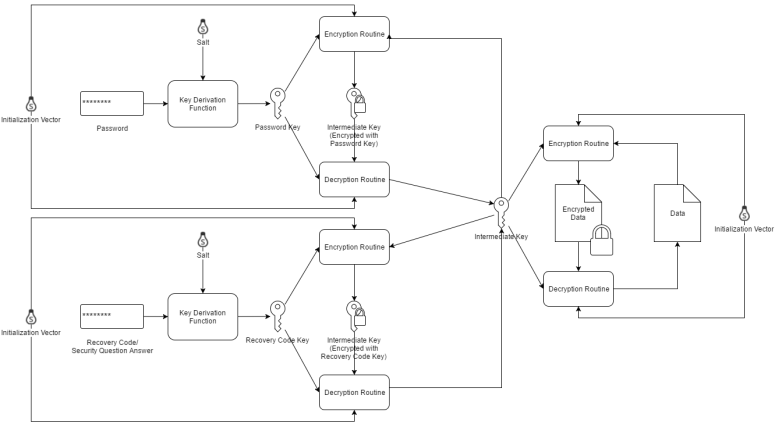 Encryption Routine
Salt
********
Key Derivation
Function
Initialization Vector
Password
Password Key
Intermediate Key
(Encrypted with
Password Key)
Decryption Routine
Encryption Routine
Encrypted
Data
Data
Initialization Vector
Intermediate Key
Decryption Routine
Encryption Routine
Salt
********
Key Derivation
Function
Initialization Vector
Recovery Code/
Security Question Answer
Recovery Code Key
Intermediate Key
(Encrypted with
Recovery Code Key)
Decryption Routine